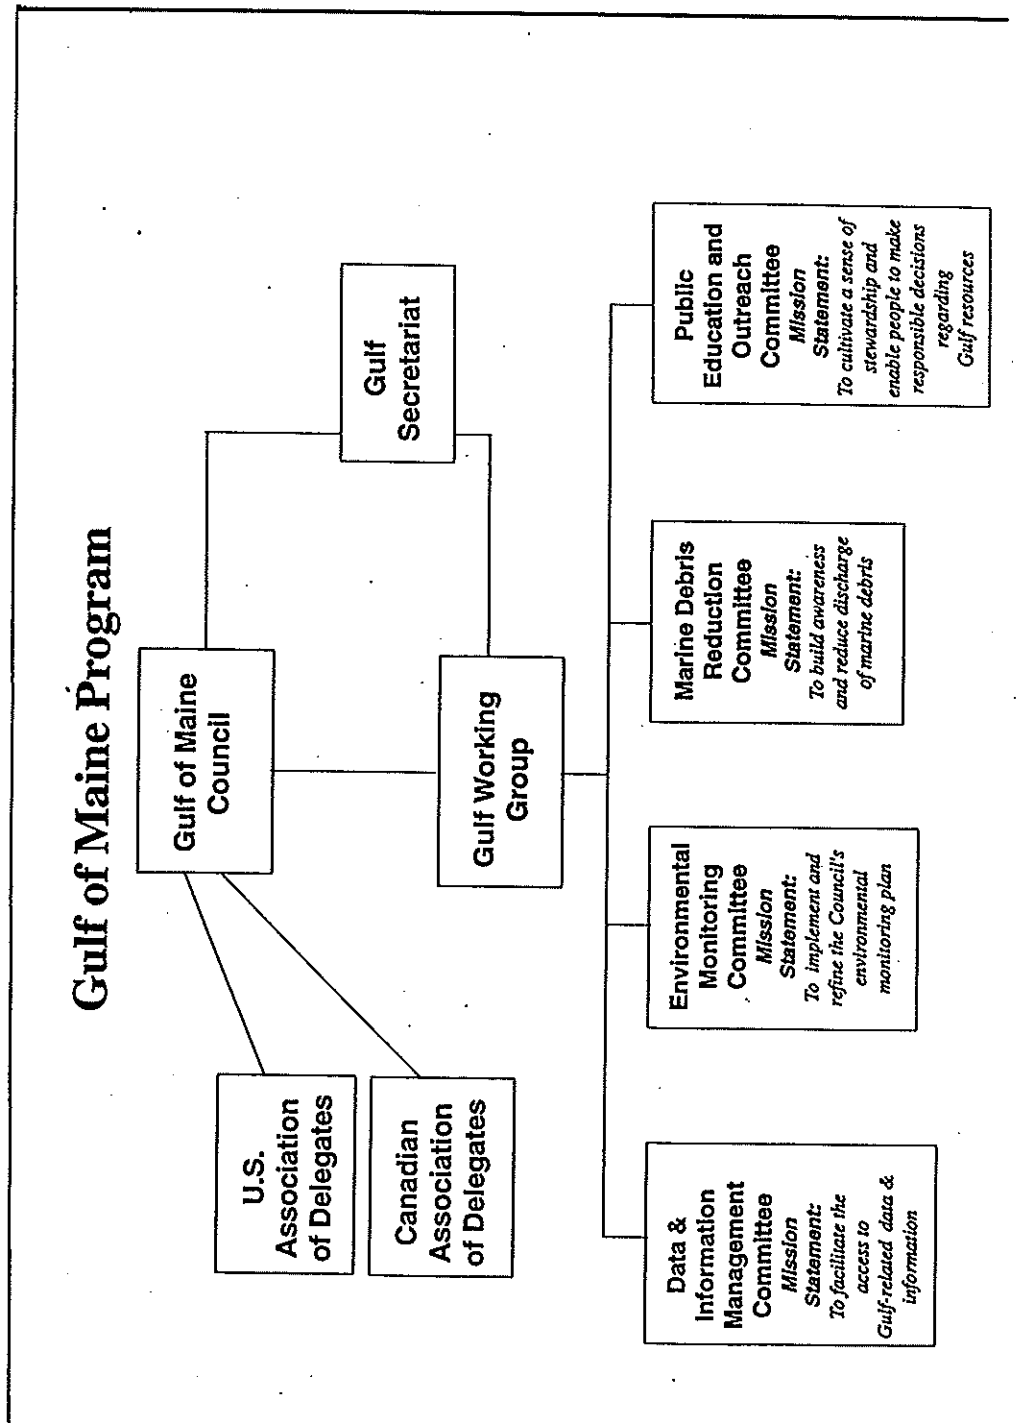 Gulf of Maine Program
Gulf of Maine
Council
U.S.
Association
of Delegates
Canadian
Association
of Delegates
Gulf
Secretariat
Gulf Working
Group
Data &
Information
Management
Committee
Mission
Statement:
To facilitate the
access to
Gulf-related data &
information
Environmental
Monitoring
Committee
Mission
Statement:
To implement and
refine the Council's
environmental
monitoring plan
Marine Debris
Reduction
Committee
Mission
Statement:
To build awareness
and reduce discharge
of marine debris
Public
Education and
Outreach
Committee
Mission
Statement:
To cultivate a sense of
stewardship and
enable people to make
responsible decisions
regarding
Gulf resources